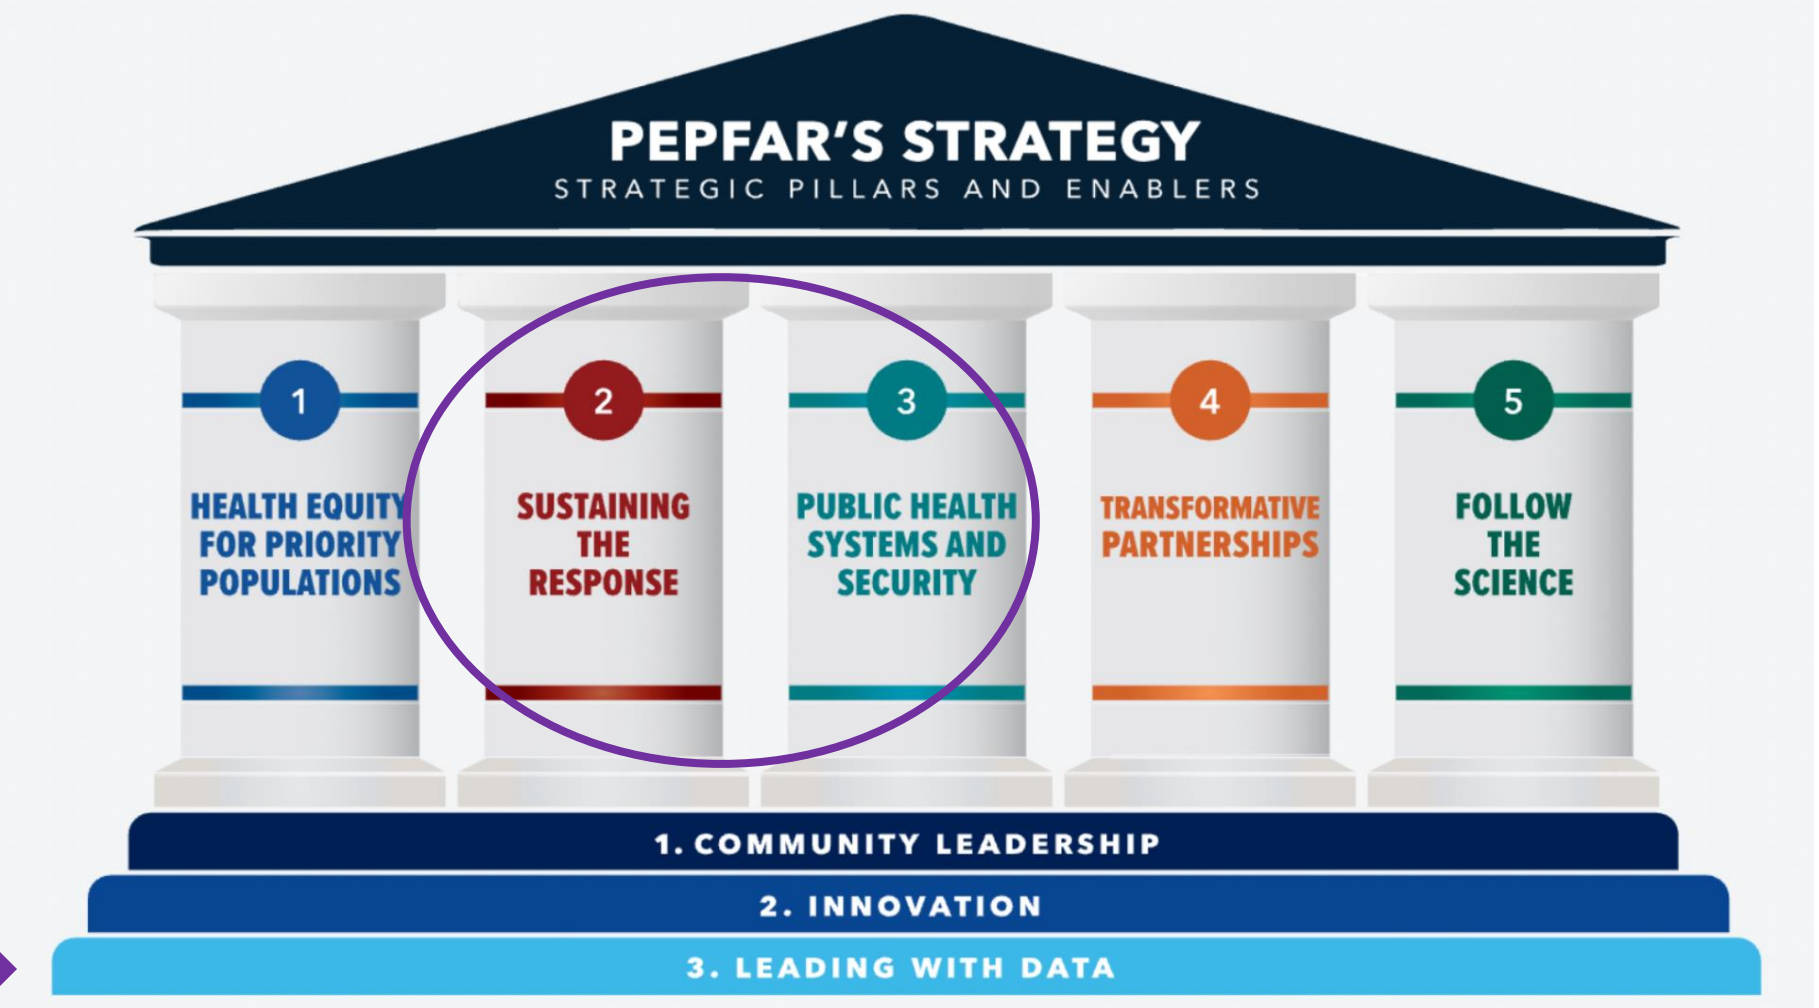 PEPFAR'S STRATEGY
STRATEGIC PILLARS AND ENABLERS
1
HEALTH EQUITY
FOR PRIORITY
POPULATIONS
2
SUSTAINING
THE
RESPONSE
3
PUBLIC HEALTH
SYSTEMS AND
SECURITY
4
TRANSFORMATIVE
PARTNERSHIPS
5
FOLLOW
THE
SCIENCE
1. COMMUNITY LEADERSHIP
2. INNOVATION
3. LEADING WITH DATA